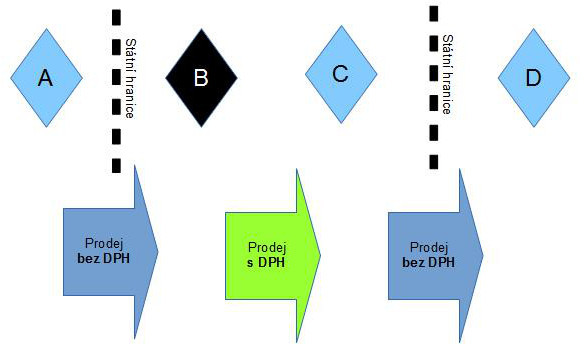 A
Státní hranice
B
C
Státní hranice
D
Prodej
bez DPH
Prodej
s DPH
Prodej
bez DPH